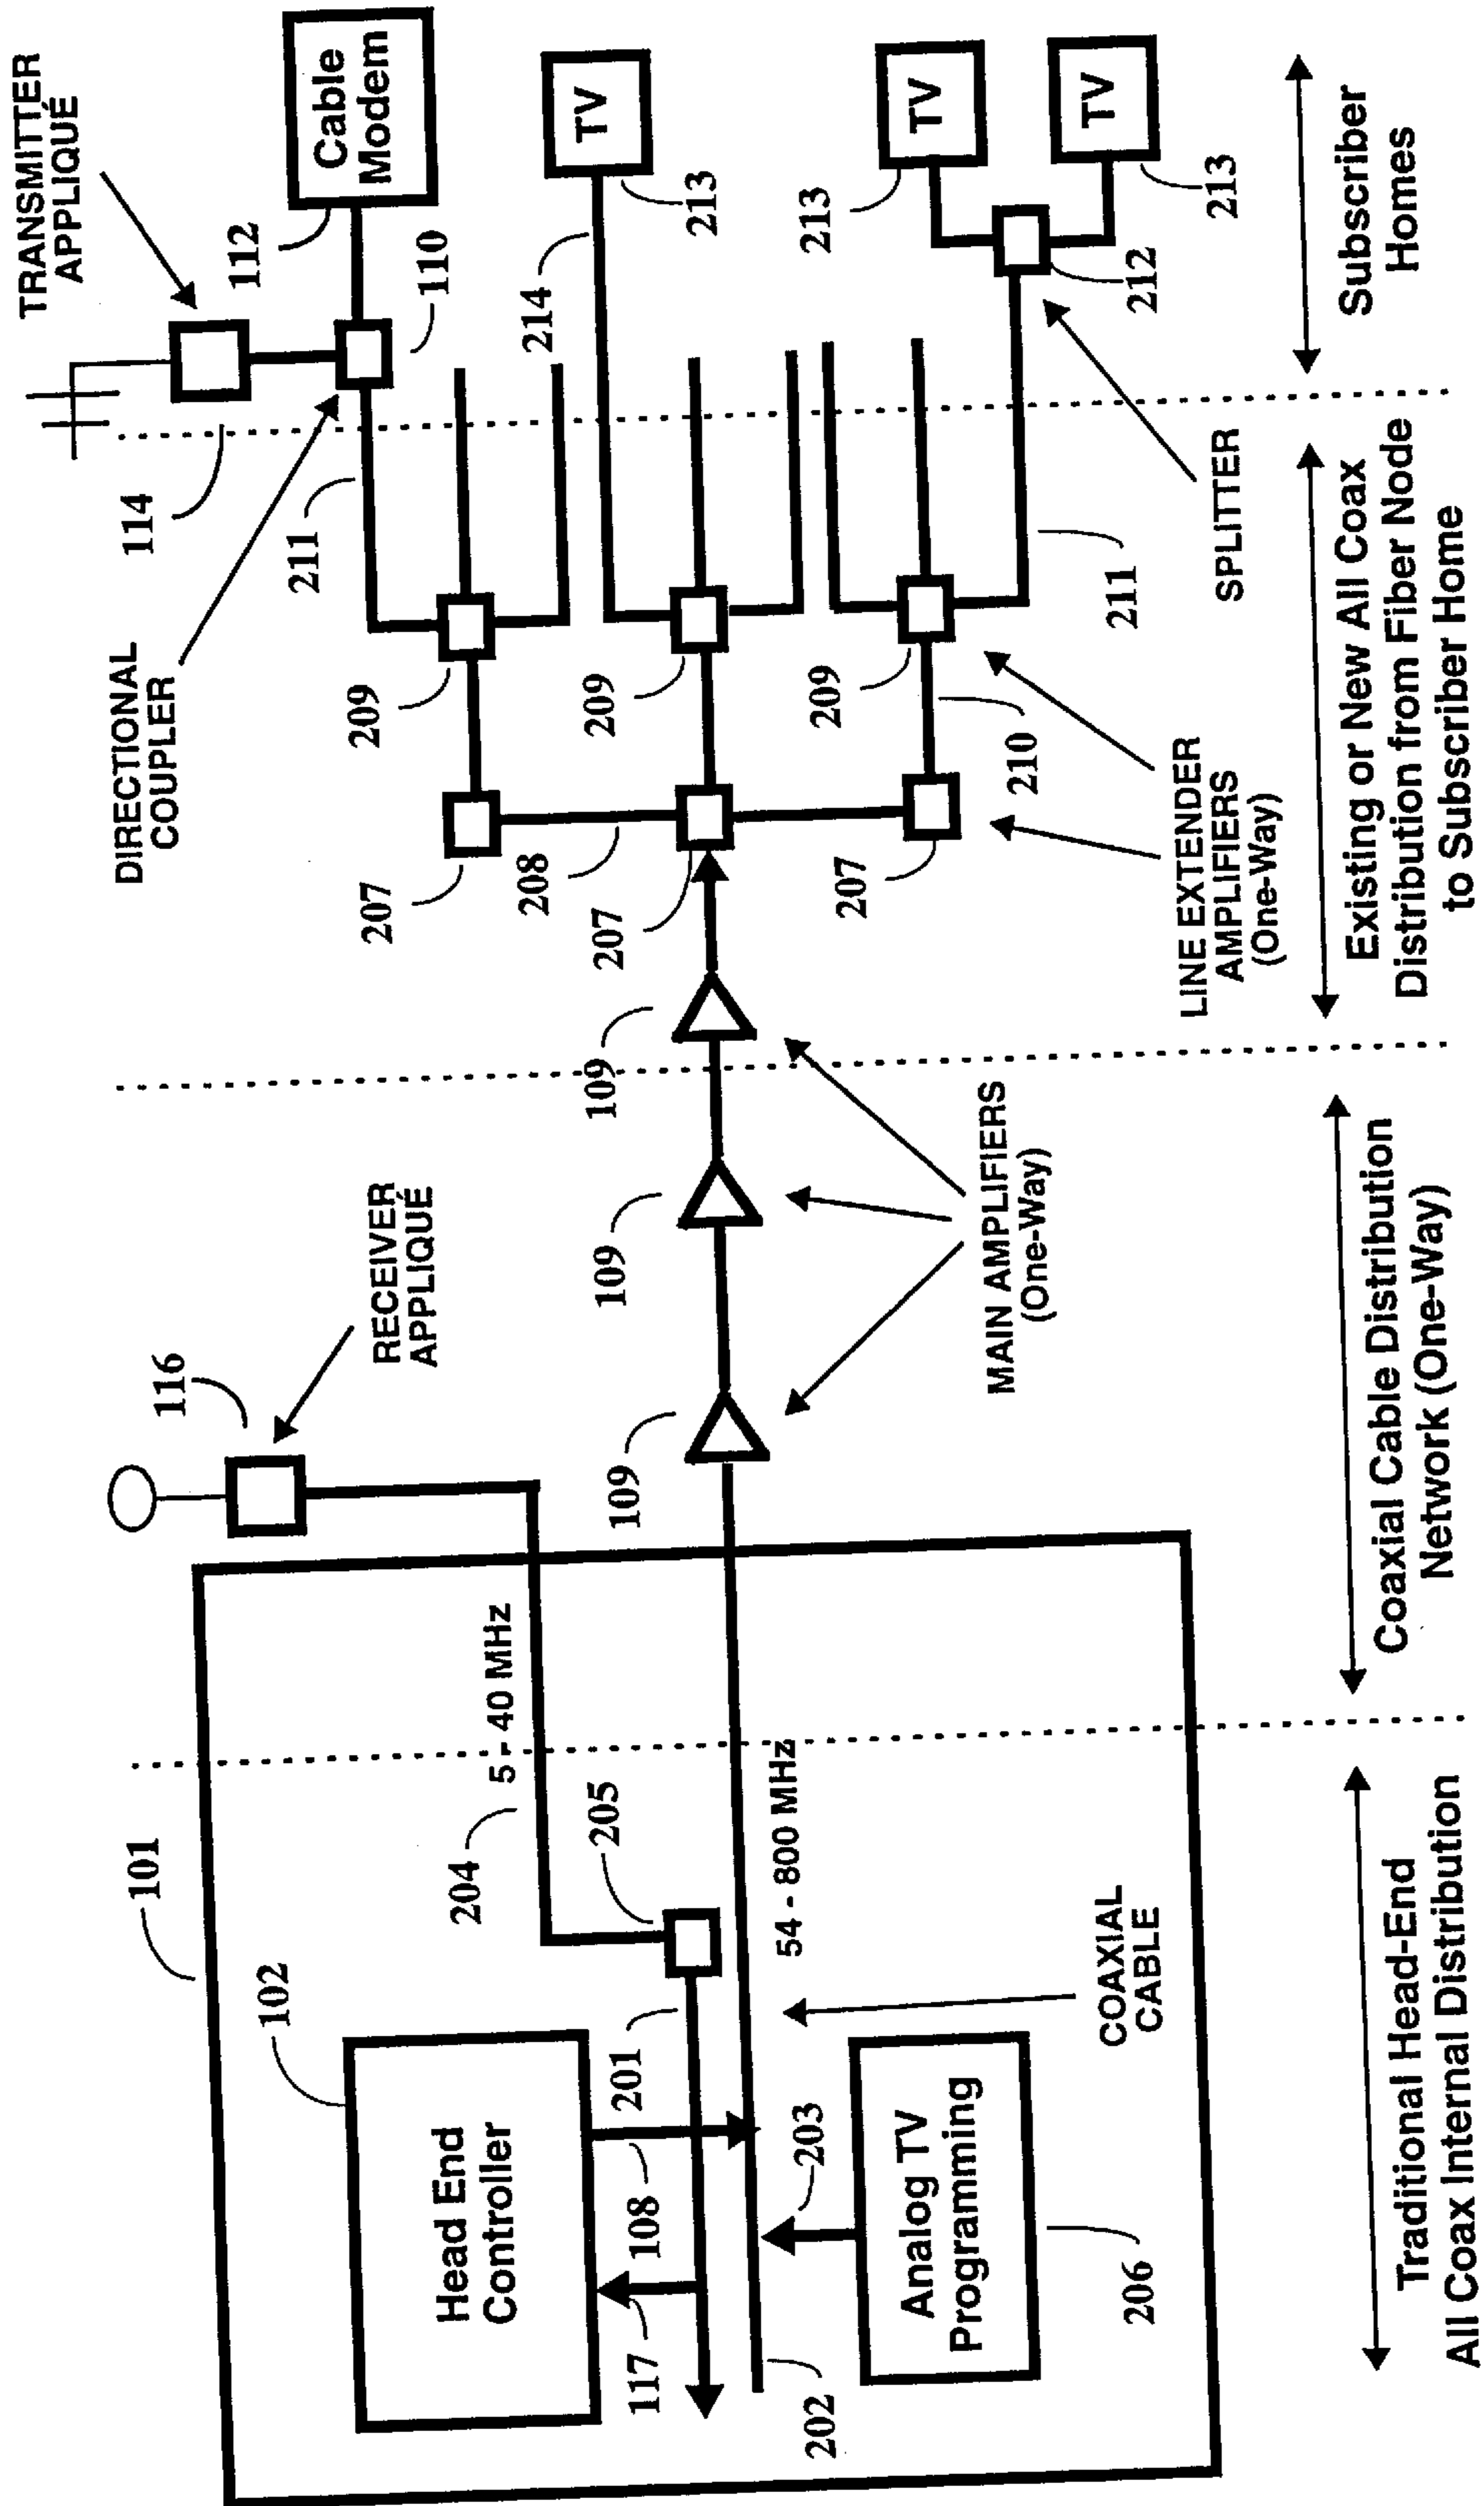 101
102
Head End
Controller
117
108
201
202
203
Analog TV
Programming
206
204
5 - 40 MHz
205
54 - 800 MHz
COAXIAL
CABLE
116
RECEIVER
APPLIQUÉ
109
109
109
MAIN AMPLIFIERS
(One-Way)
DIRECTIONAL
COUPLER
207
208
207
207
209
209
209
210
LINE EXTENDER
AMPLIFIERS
(One-Way)
114
211
211
SPLITTER
TRANSMITTER
APPLIQUÉ
112
110
Cable
Modem
214
TV
213
213
TV
TV
212
213
Traditional Head-End
All Coax Internal Distribution
Coaxial Cable Distribution
Network (One-Way)
Existing or New All Coax
Distribution from Fiber Node
to Subscriber Home
Subscriber
Homes